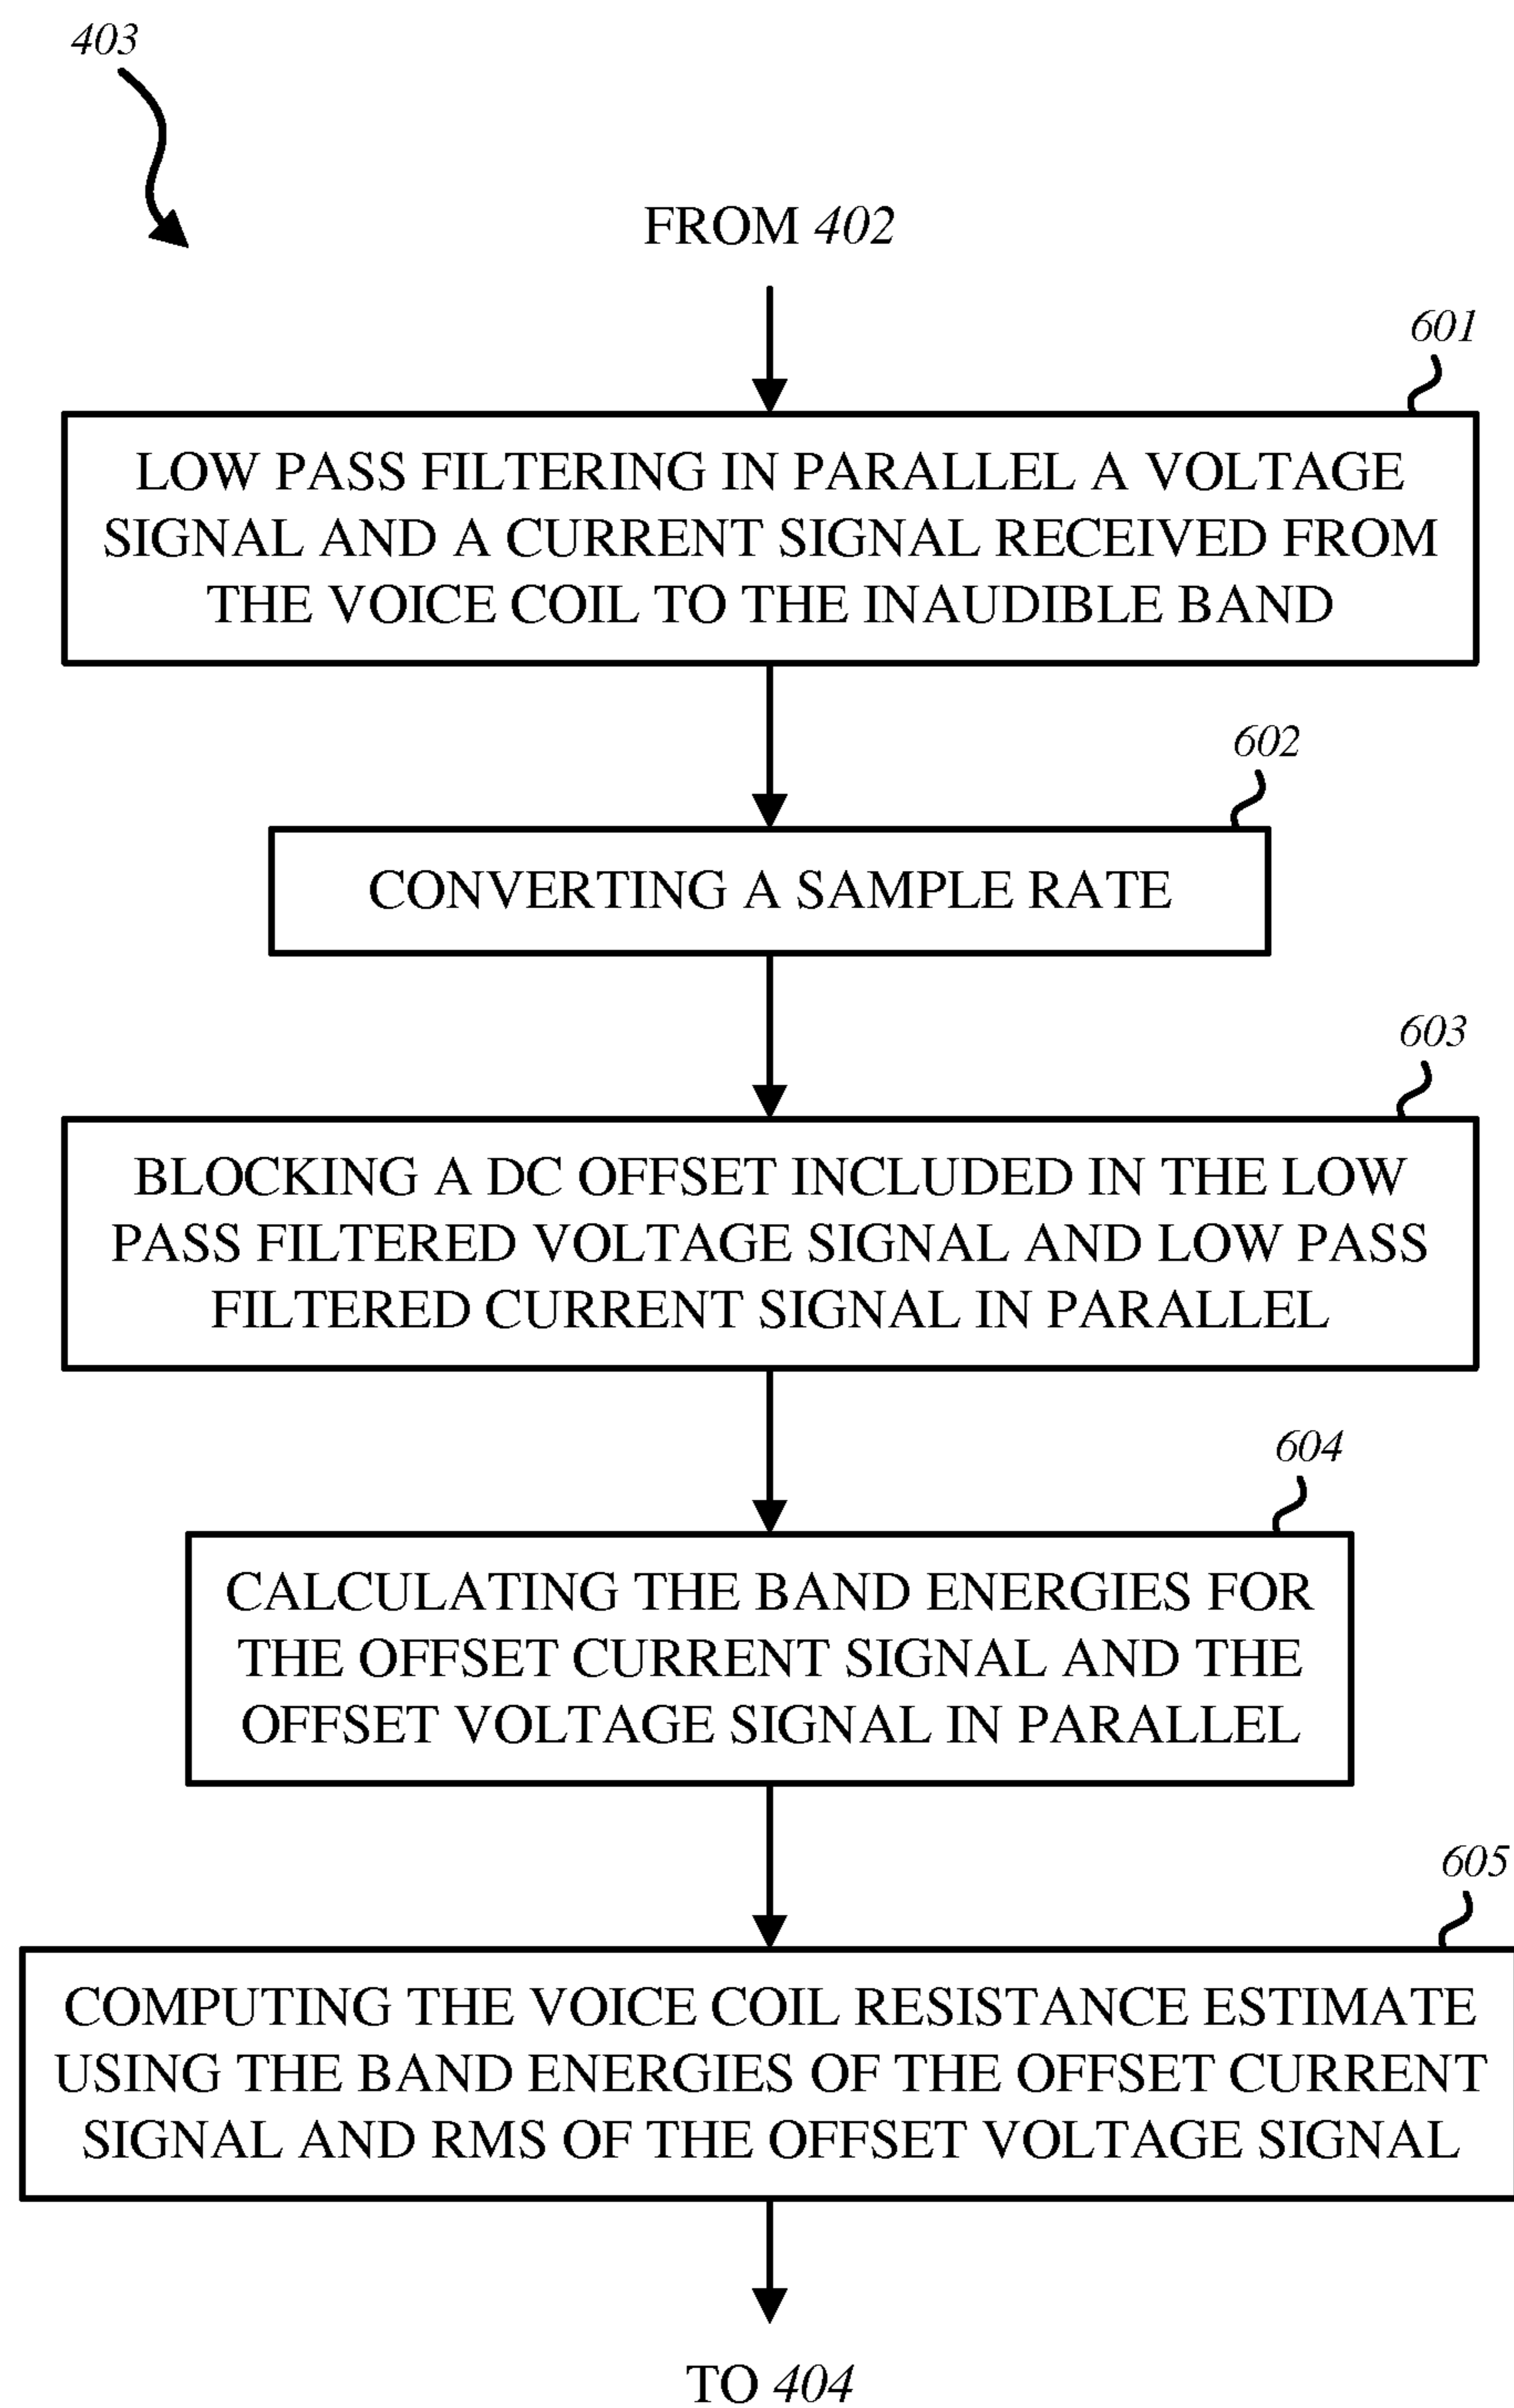 403
FROM 402
601
LOW PASS FILTERING IN PARALLEL A VOLTAGE
SIGNAL AND A CURRENT SIGNAL RECEIVED FROM
THE VOICE COIL TO THE INAUDIBLE BAND
602
CONVERTING A SAMPLE RATE
603
BLOCKING A DC OFFSET INCLUDED IN THE LOW
PASS FILTERED VOLTAGE SIGNAL AND LOW PASS
FILTERED CURRENT SIGNAL IN PARALLEL
604
CALCULATING THE BAND ENERGIES FOR
THE OFFSET CURRENT SIGNAL AND THE
OFFSET VOLTAGE SIGNAL IN PARALLEL
605
COMPUTING THE VOICE COIL RESISTANCE ESTIMATE
USING THE BAND ENERGIES OF THE OFFSET CURRENT
SIGNAL AND RMS OF THE OFFSET VOLTAGE SIGNAL
TO 404